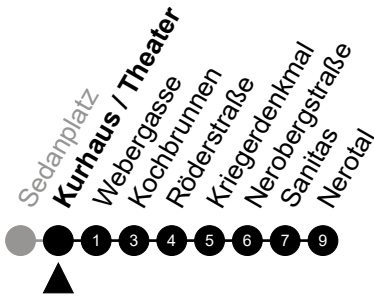 Sedanplatz
Kurhaus / Theater
Webergasse
Kochbrunnen
Röderstraße
Kriegerdenkmal
Nerobergstraße
Sanitas
Nerotal
1 3 4 5 6 7 9